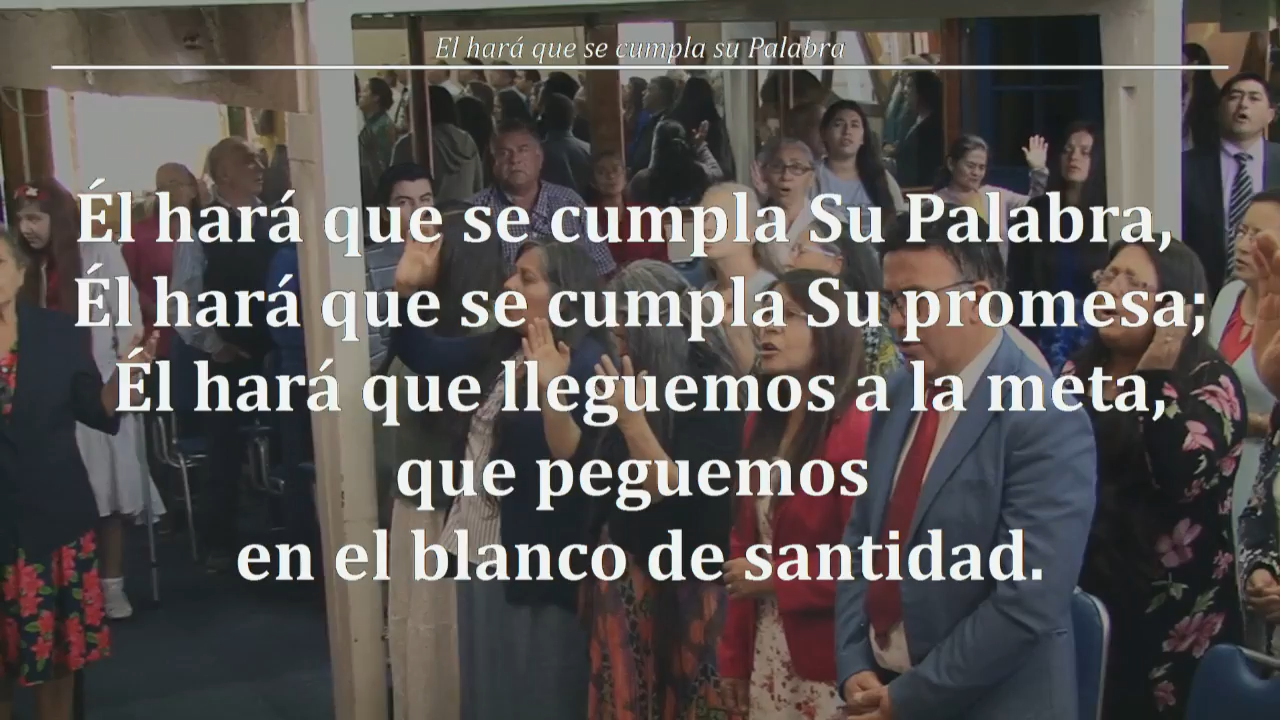 El hará que se cumpla su Palabra
Él hará que se cumpla Su Palabra,
Él hará que se cumpla Su promesa;
Él hará que lleguemos a la meta,
que peguemos
en el blanco de santidad.